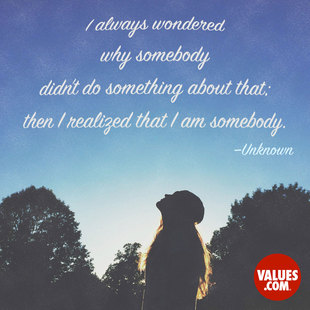 I always wondered
why somebody
didn't do something about that;
then I realized that I am somebody.
–Unknown
VALUES
.COM